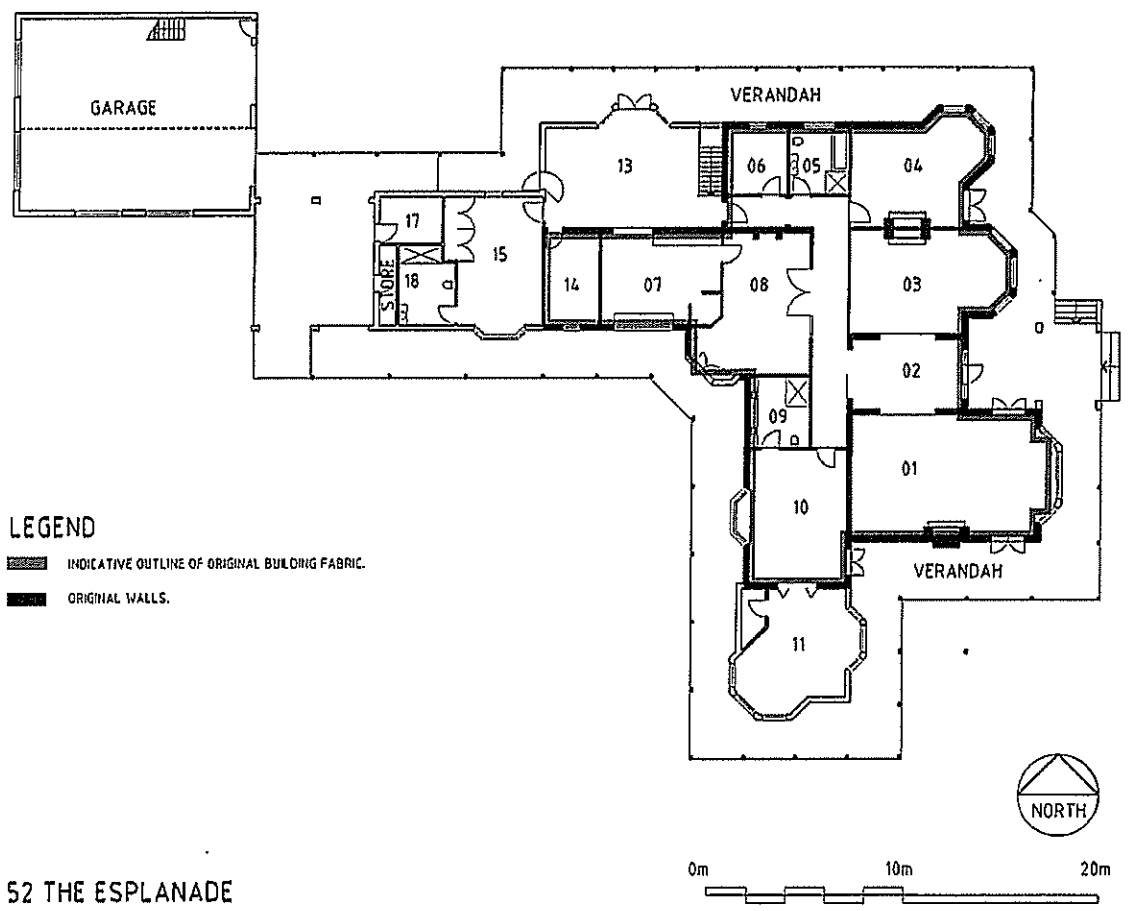 GARAGE
VERANDAH
13
06
05
04
17
15
STORE
18
14
07
08
03
02
09
01
10
11
VERANDAH
LEGEND
INDICATIVE OUTLINE OF ORIGINAL BUILDING FABRIC.
ORIGINAL WALLS.
NORTH
52 THE ESPLANADE
0m 10m 20m